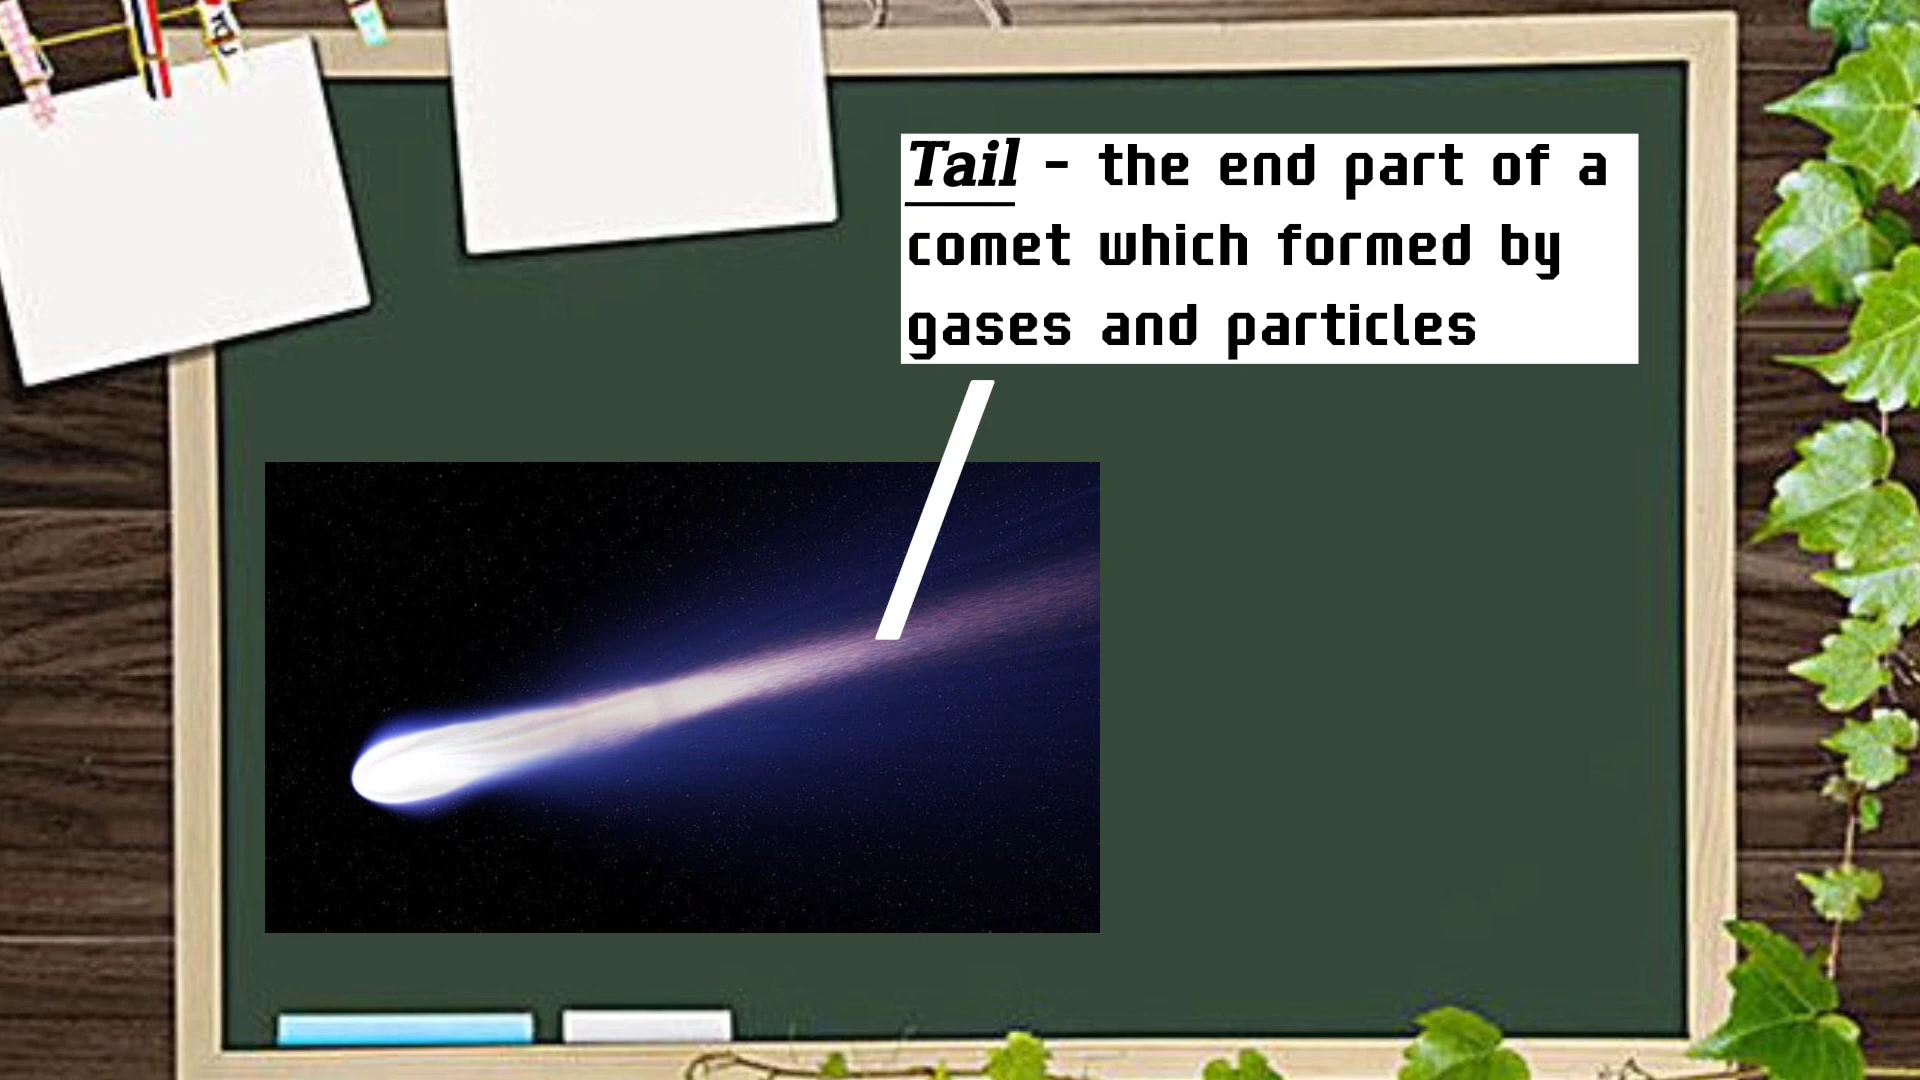 Tail - the end part of a
comet which formed by
gases and particles